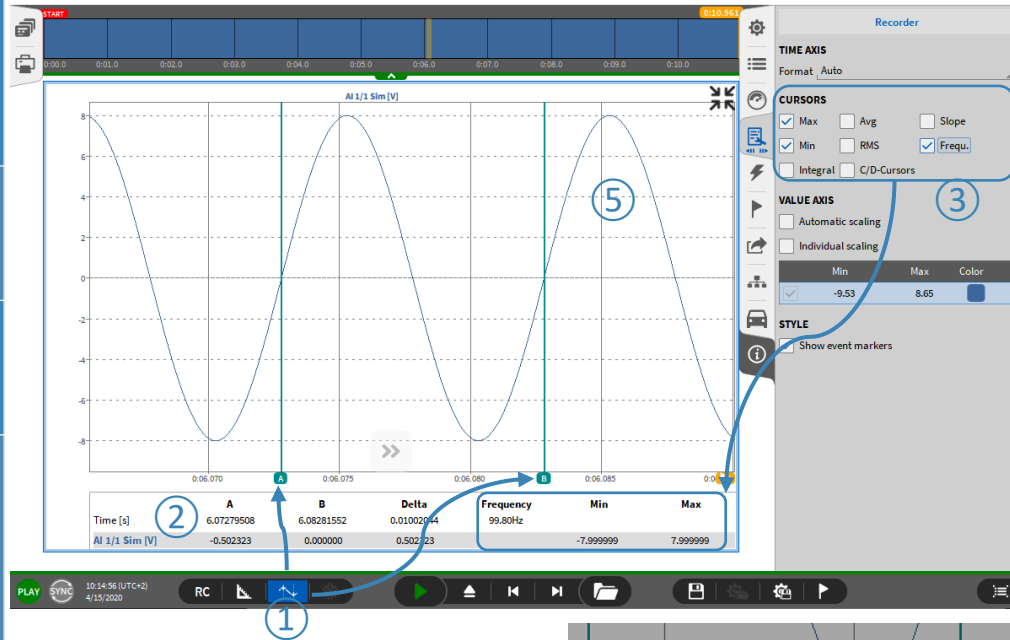 START
0:10.961
0:00.0 0:01.0 0:02.0 0:03.0 0:04.0 0:05.0 0:06.0 0:07.0 0:08.0 0:09.0 0:10.0
Recorder
TIME AXIS
Format Auto
CURSORS
Max Avg Slope
Min RMS Frequ.
Integral C/D-Cursors
③
VALUE AXIS
Automatic scaling
Individual scaling
Min Max Color
-9.53 8.65
STYLE
Show event markers
AI 1/1 Sim [V]
8
6
4
2
0
-2
-4
-6
-8
⑤
0:06.070 A 0:06.075 0:06.080 B 0:06.085 0:0
②
A B Delta Frequency Min Max
Time [s] 6.07279508 6.08281552 0.01002044 99.80Hz
AI 1/1 Sim [V] -0.502323 0.000000 0.502323 -7.999999 7.999999
PLAY SYNC 10:14:56 (UTC+2)
4/15/2020
RC
①